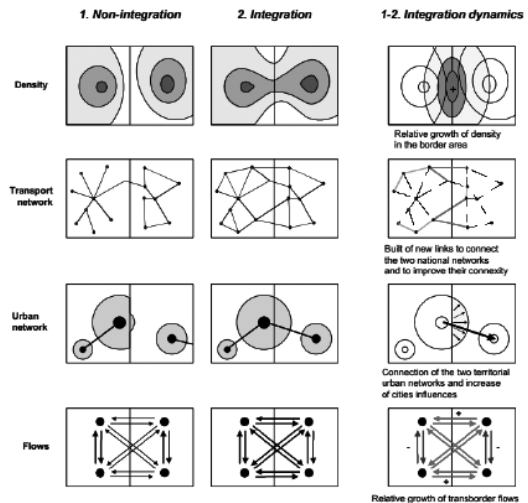 1. Non-integration 2. Integration 1-2. Integration dynamics
Density
+
Relative growth of density
in the border area
Transport
network
Built of new links to connect
the two national networks
and to improve their connexity
Urban
network
Connection of the two territorial
urban networks and increase
of cities influences
Flows
+
- -
+
Relative growth of transborder flows